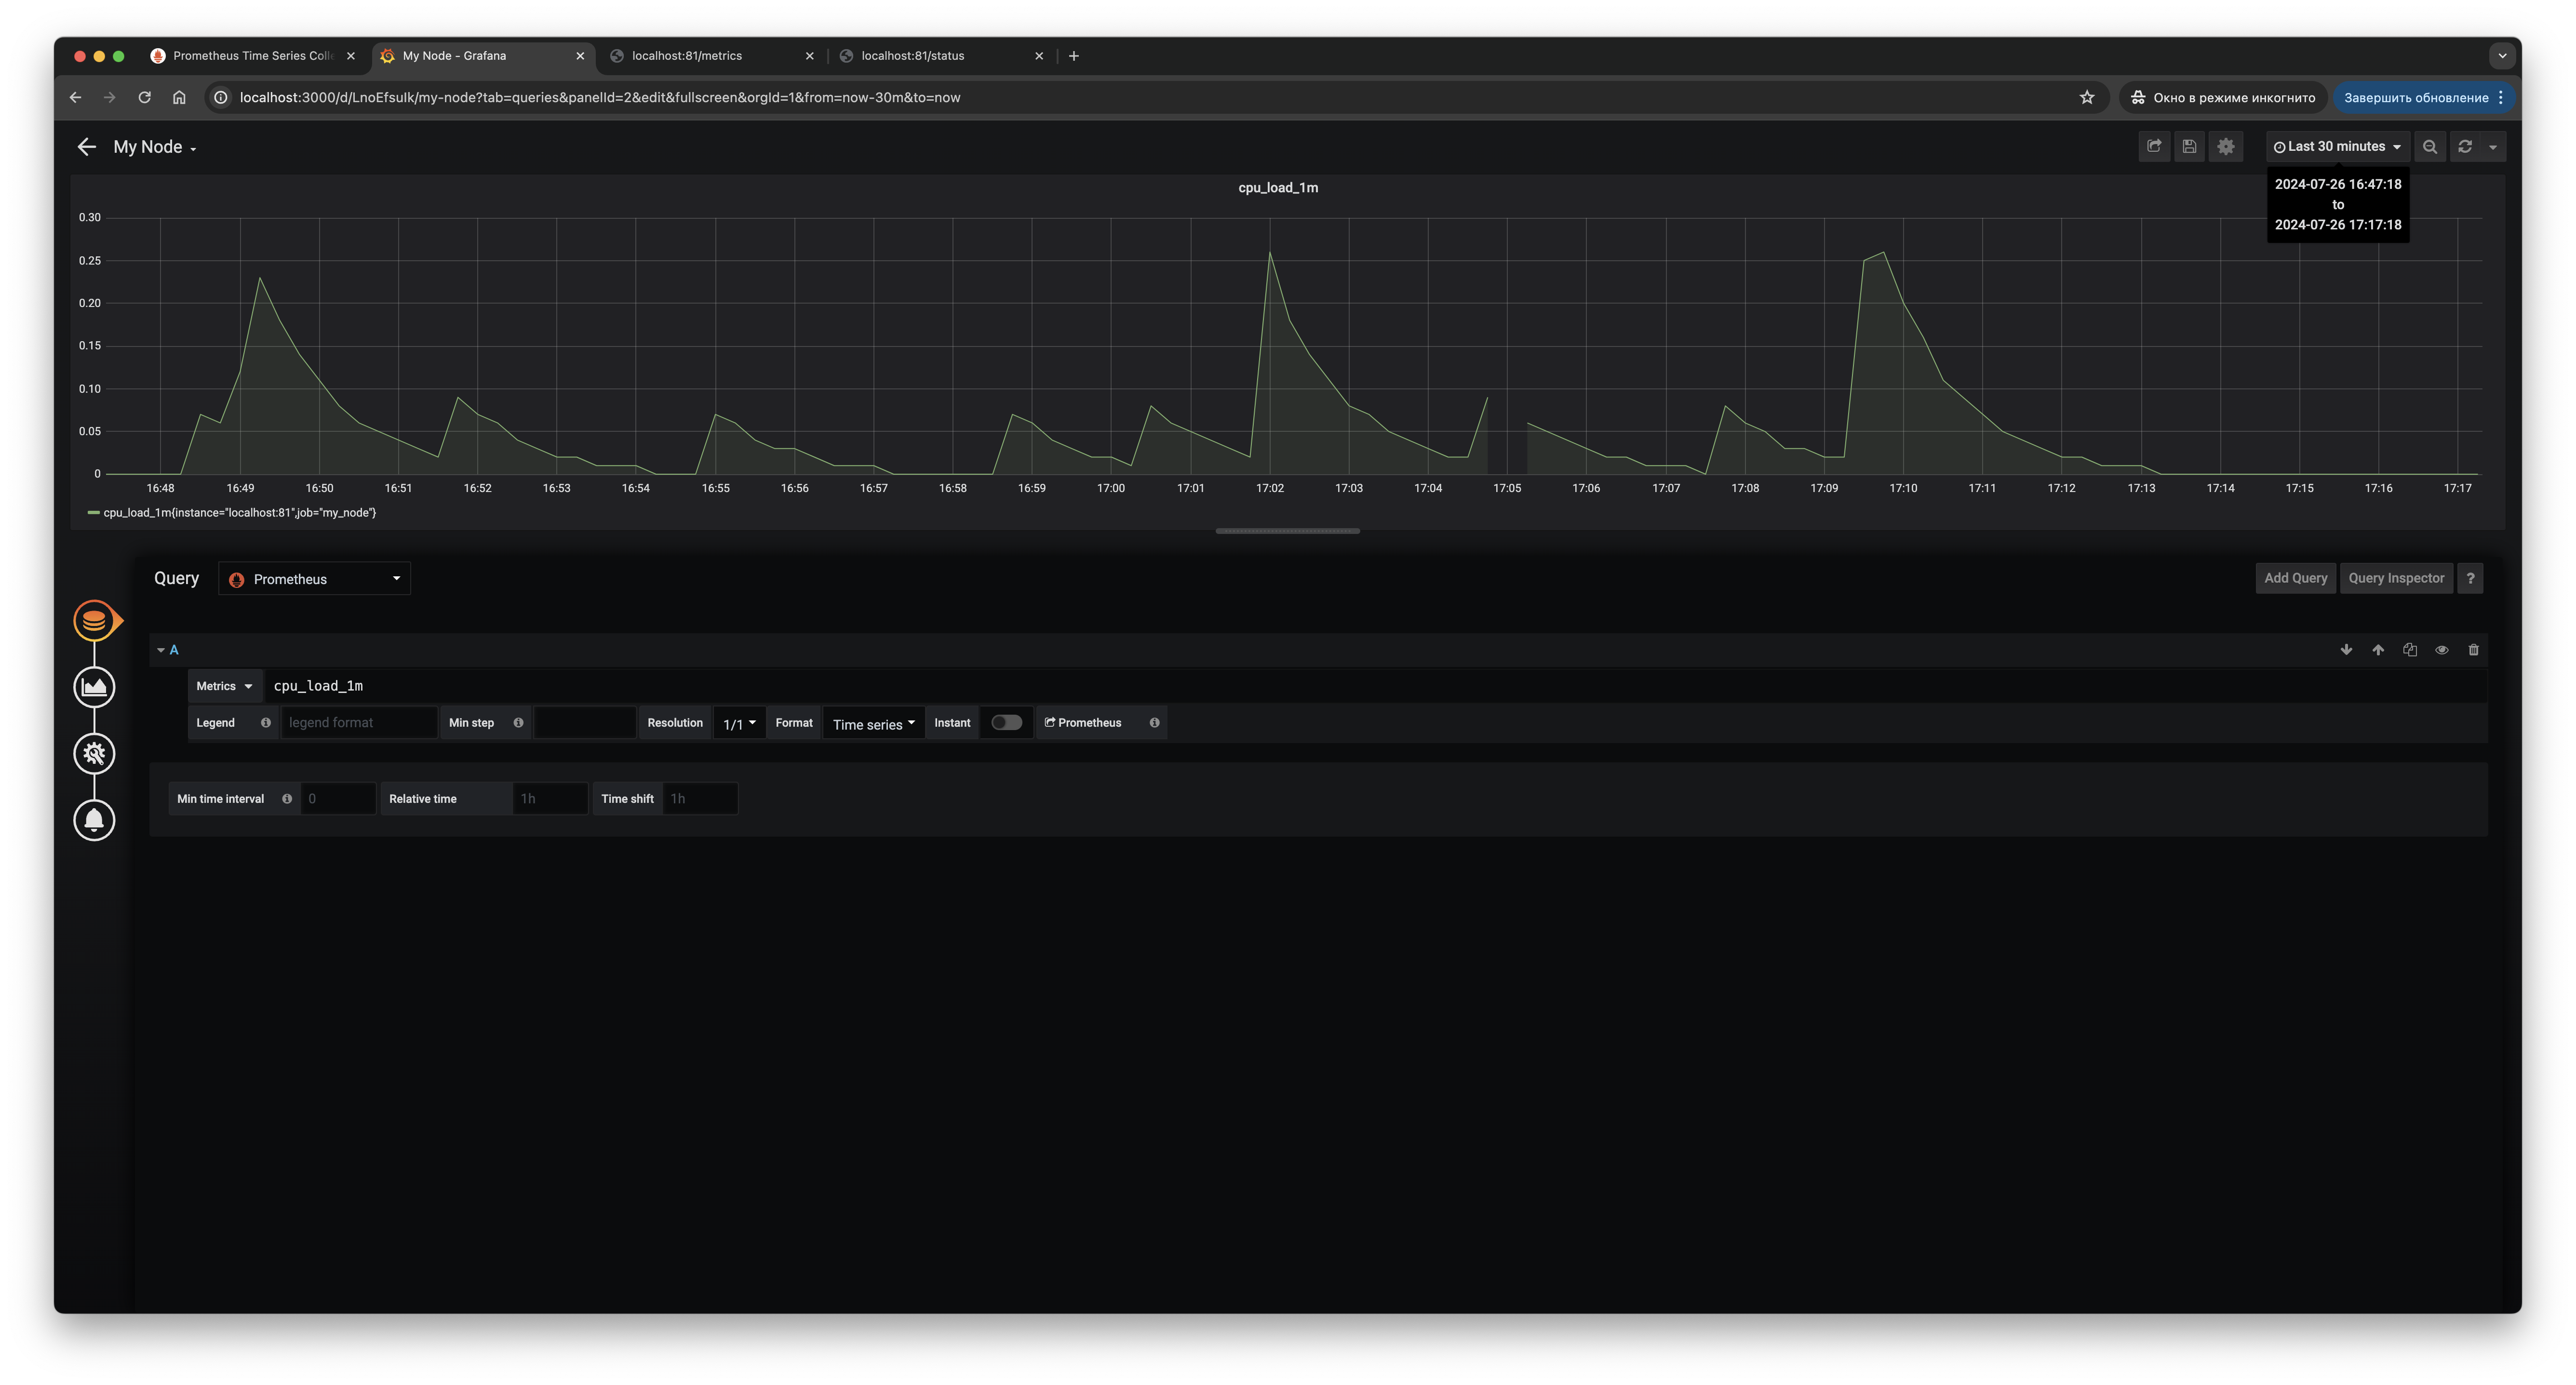 Prometheus Time Series Colle
My Node - Grafana
localhost:81/metrics
localhost:81/status
localhost:3000/d/LnoEfsulk/my-node?tab=queries&panelId=2&edit&fullscreen&orgId=1&from=now-30m&to=now
Окно в режиме инкогнито
Завершить обновление
My Node
Last 30 minutes
2024-07-26 16:47:18
to
2024-07-26 17:17:18
cpu_load_1m
0.30
0.25
0.20
0.15
0.10
0.05
0
16:48 16:49 16:50 16:51 16:52 16:53 16:54 16:55 16:56 16:57 16:58 16:59 17:00 17:01 17:02 17:03 17:04 17:05 17:06 17:07 17:08 17:09 17:10 17:11 17:12 17:13 17:14 17:15 17:16 17:17
cpu_load_1m{instance="localhost:81",job="my_node"}
Query Prometheus Add Query Query Inspector ?
A
Metrics cpu_load_1m
Legend legend format Min step Resolution 1/1 Format Time series Instant Prometheus
Min time interval 0 Relative time 1h Time shift 1h